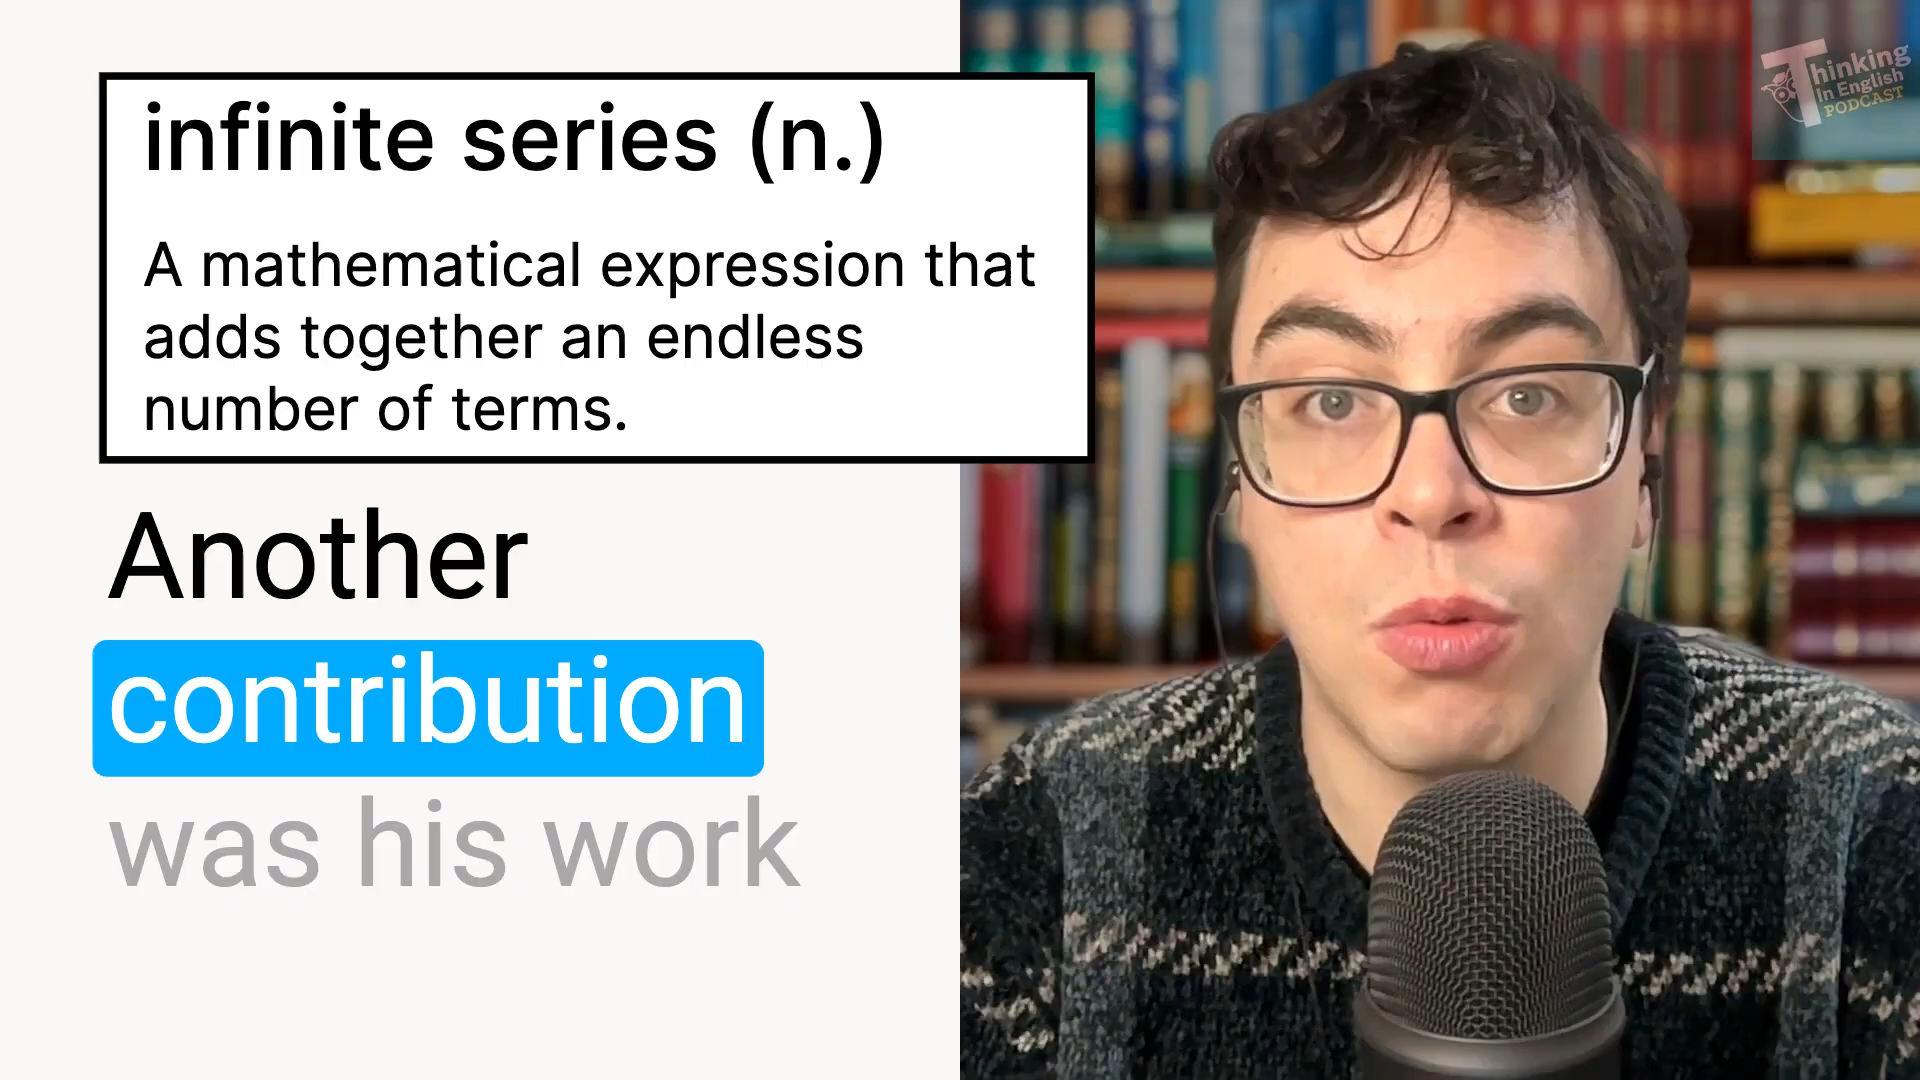 infinite series (n.)
A mathematical expression that
adds together an endless
number of terms.
Another
contribution
was his work
Thinking
In English
PODCAST